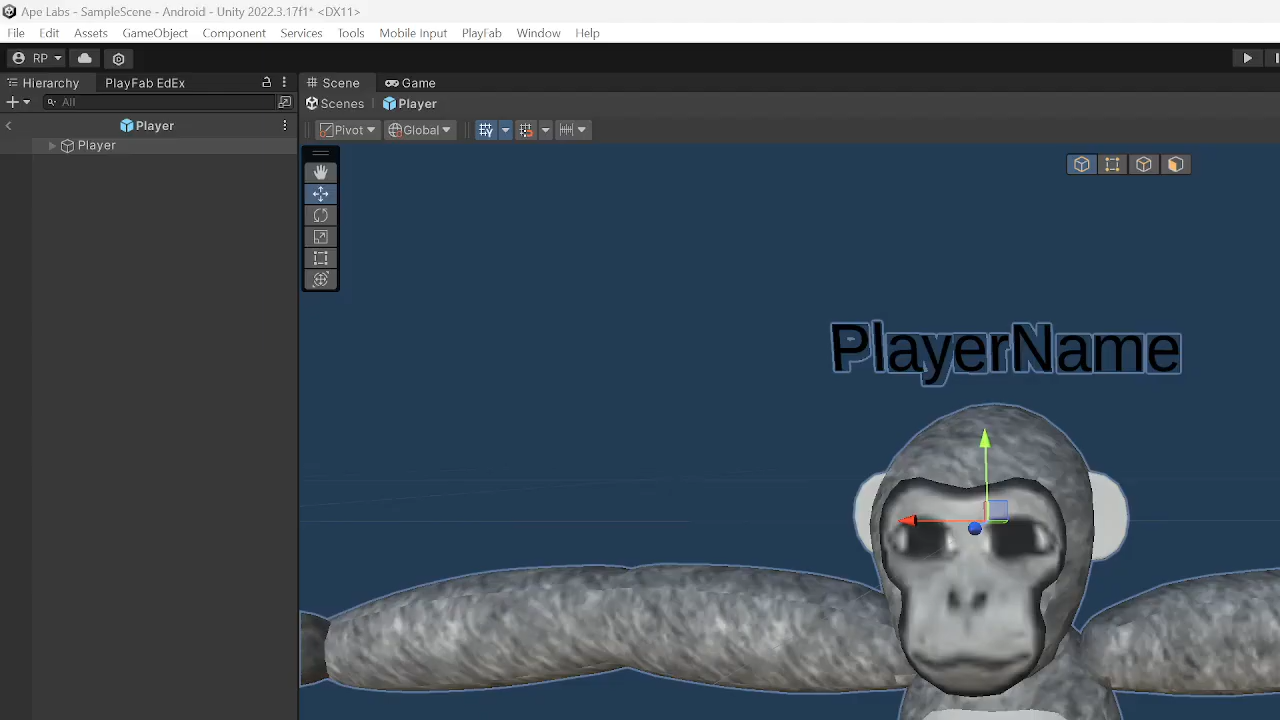 Ape Labs - SampleScene - Android - Unity 2022.3.17f1* <DX11>
File Edit Assets GameObject Component Services Tools Mobile Input PlayFab Window Help
RP
Hierarchy PlayFab EdEx Scene Game
All Scenes Player
Player
Pivot Global
Player
PlayerName